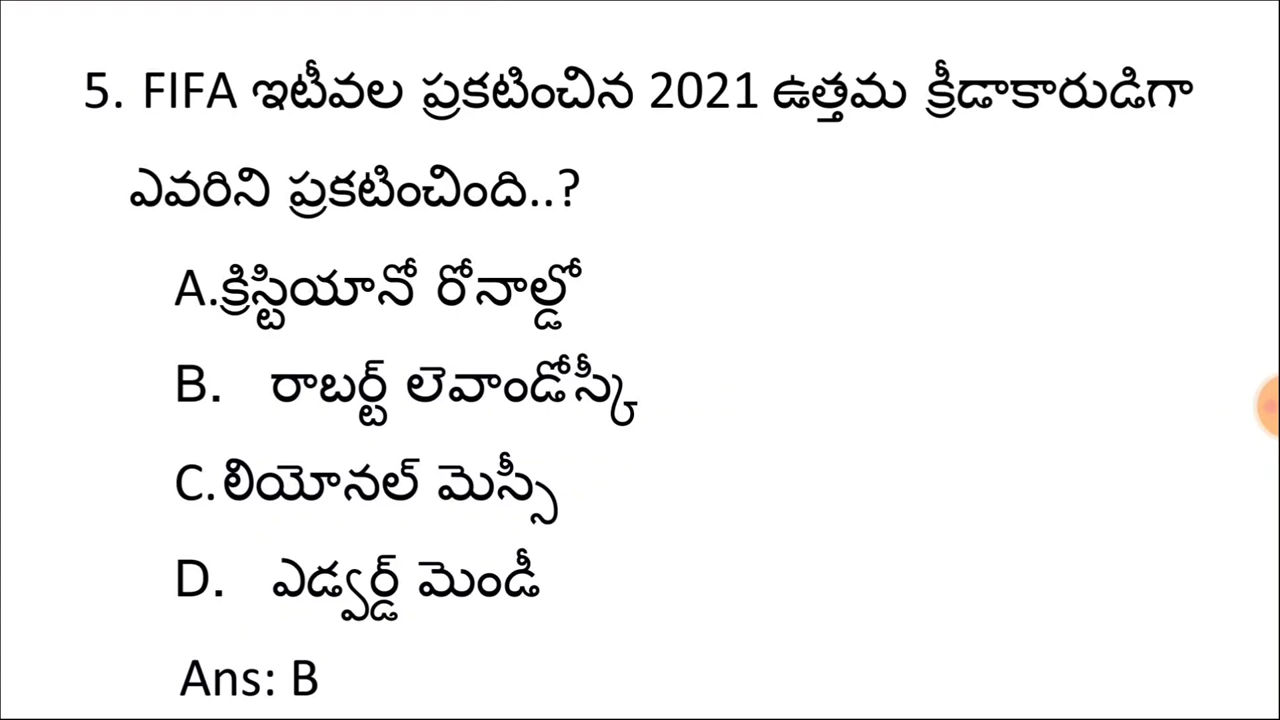 5. FIFA ఇటీవల ప్రకటించిన 2021 ఉత్తమ క్రీడాకారుడిగా
ఎవరిని ప్రకటించింది..?
A.క్రిస్టియానో రోనాల్డో
B. రాబర్ట్ లెవాండోస్కీ
C.లియోనల్ మెస్సీ
D. ఎడ్వర్డ్ మెండీ
Ans: B